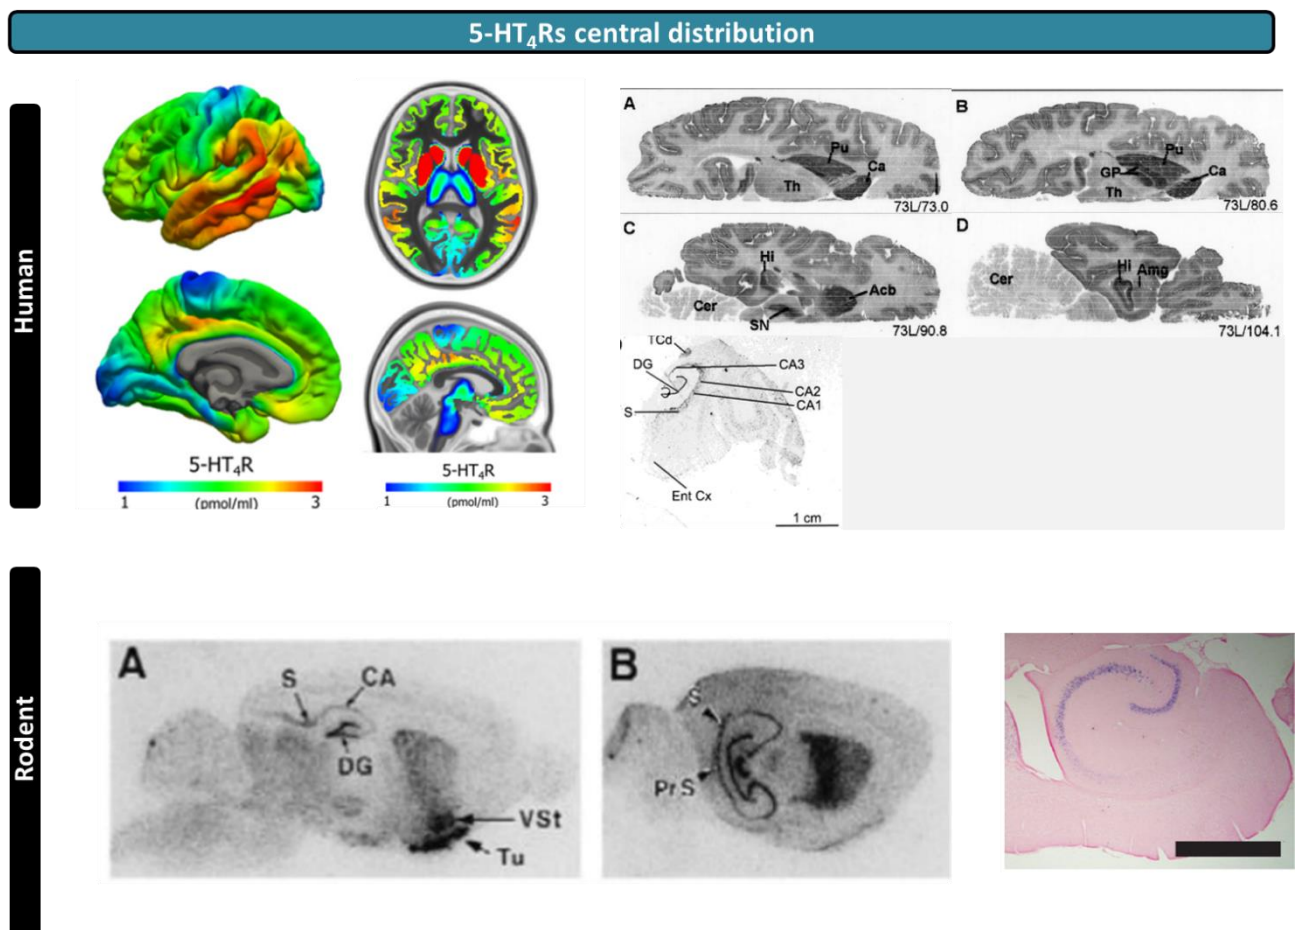 5-HT₄Rs central distribution
Human
5-HT₄R
1 (pmol/ml) 3
5-HT₄R
1 (pmol/ml) 3
A
Pu
Ca
Th
73L/73.0
B
Pu
GP
Ca
Th
73L/80.6
C
Hi
Cer
Acb
SN
73L/90.8
D
Cer
Hi
Amg
73L/104.1
TCd
DG
CA3
CA2
CA1
S
Ent Cx
1 cm
Rodent
A
S
CA
DG
VSt
Tu
B
S
Pr S